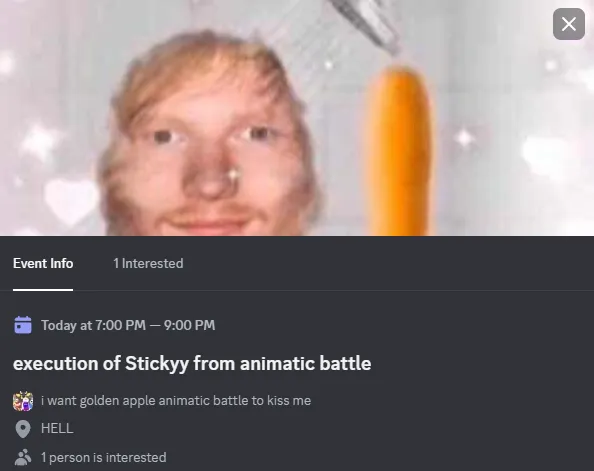 Event Info
1 Interested
Today at 7:00 PM — 9:00 PM
execution of Stickyy from animatic battle
i want golden apple animatic battle to kiss me
HELL
1 person is interested